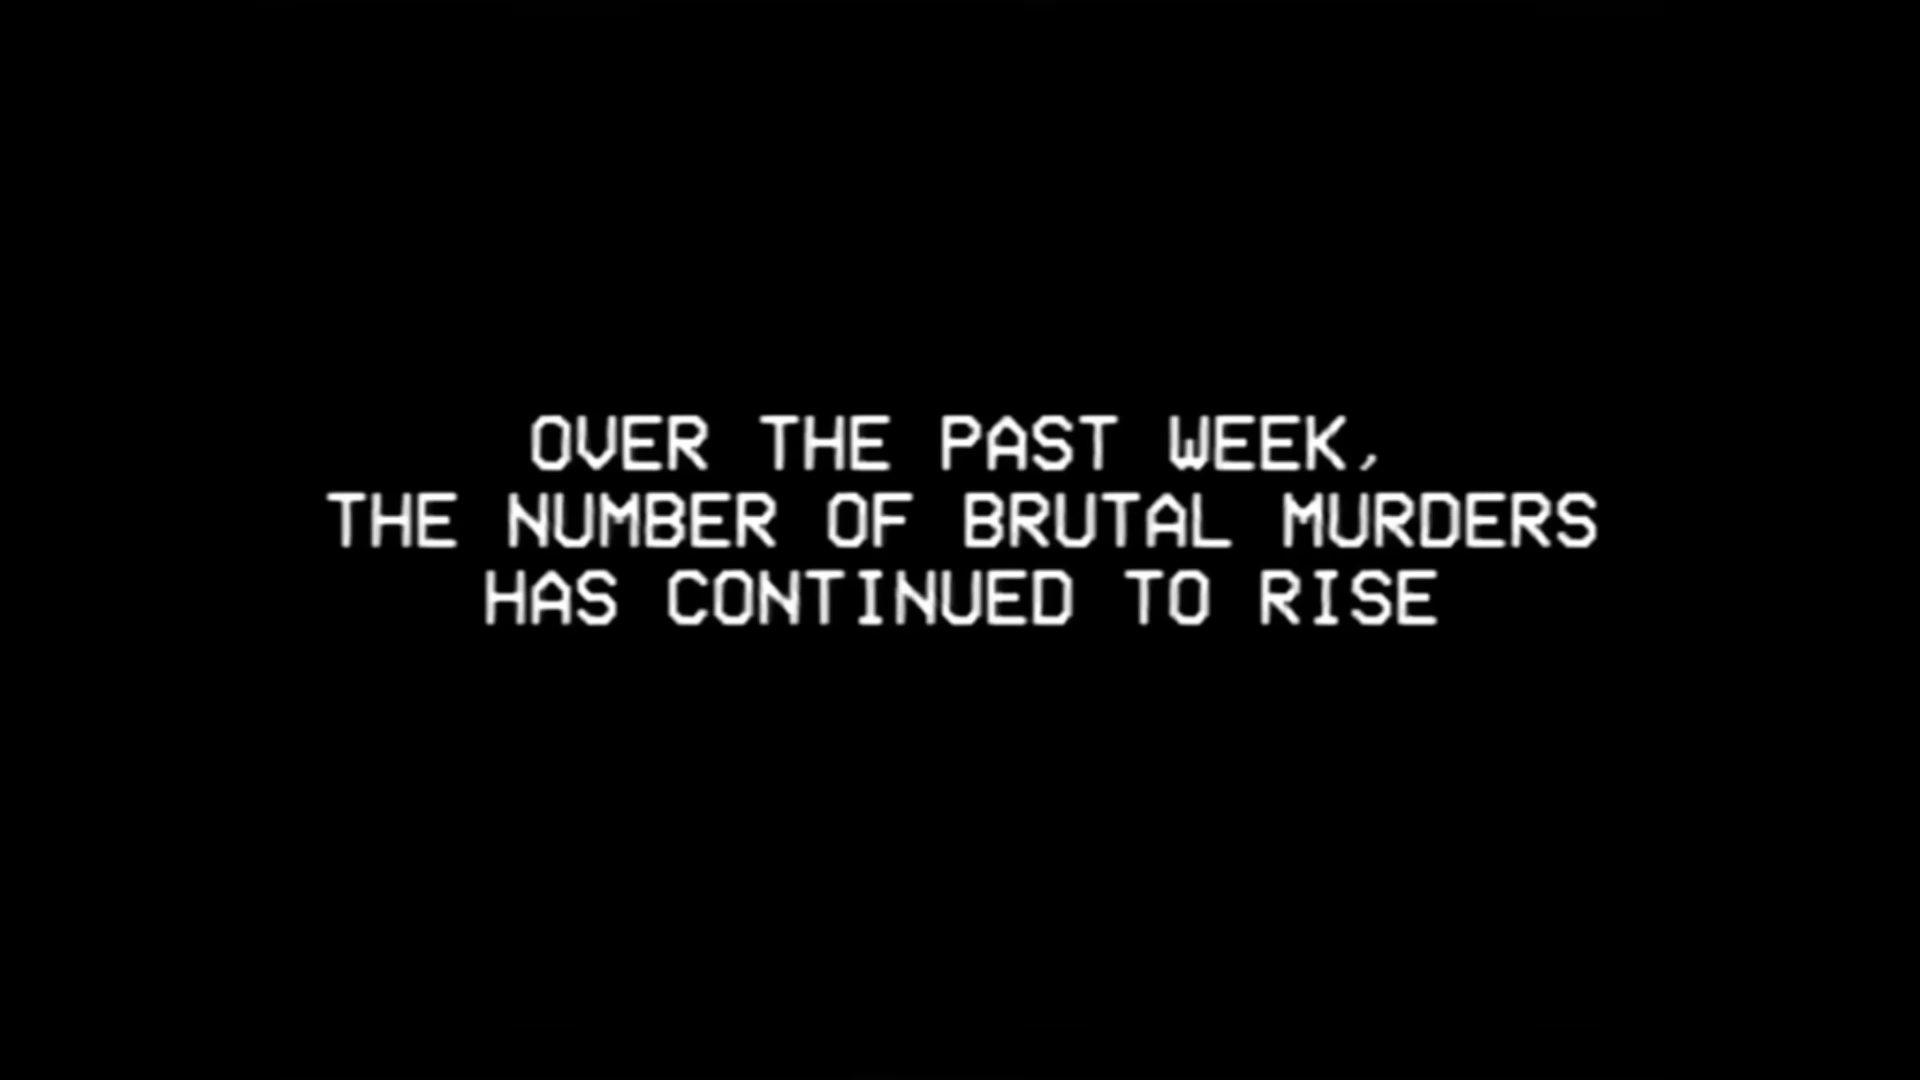 OVER THE PAST WEEK,
THE NUMBER OF BRUTAL MURDERS
HAS CONTINUED TO RISE